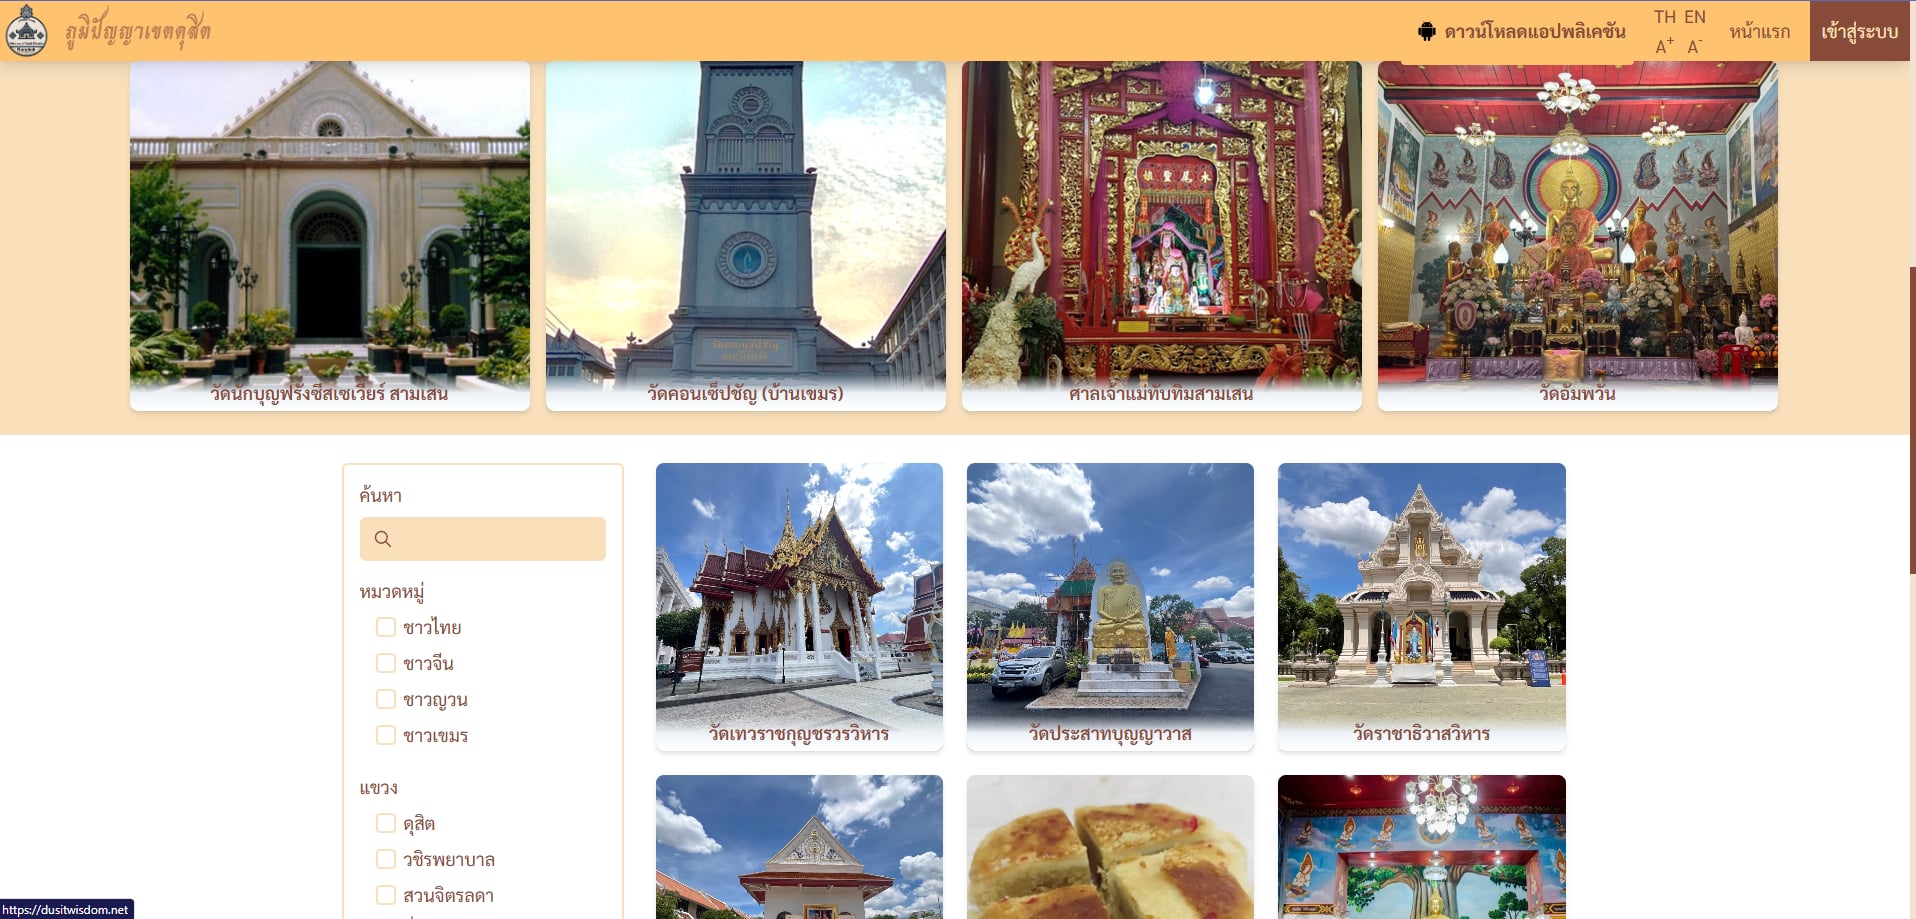 ภูมิปัญญาเขตดุสิต
ดาวน์โหลดแอปพลิเคชัน
TH EN
A+ A-
หน้าแรก
เข้าสู่ระบบ
วัดนักบุญฟรังซีสเซเวียร์ สามเสน
วัดคอนเซ็ปชัญ (บ้านเขมร)
ศาลเจ้าแม่ทับทิมสามเสน
วัดอัมพวัน
ค้นหา
หมวดหมู่
ชาวไทย
ชาวจีน
ชาวญวน
ชาวเขมร
แขวง
ดุสิต
วชิรพยาบาล
สวนจิตรลดา
วัดเทวราชกุญชรวรวิหาร
วัดประสาทบุญญาวาส
วัดราชาธิวาสวิหาร
https://dusitwisdom.net